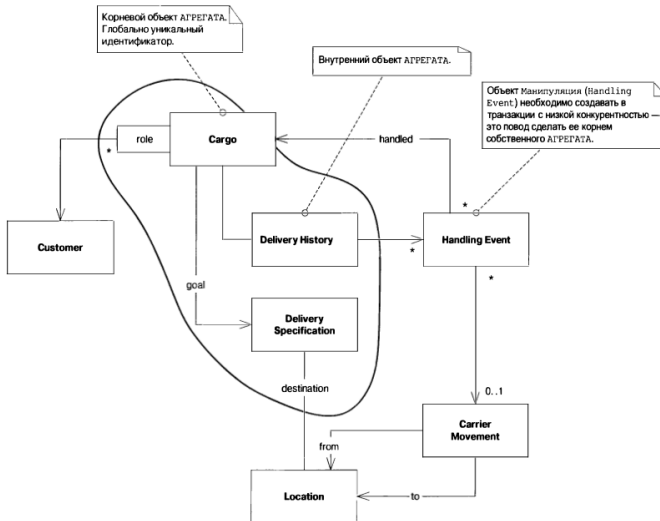 Корневой объект АГРЕГАТА.
Глобально уникальный
идентификатор.
Внутренний объект АГРЕГАТА.
Объект Манипуляция (Handling
Event) необходимо создавать в
транзакции с низкой конкурентностью —
это повод сделать ее корнем
собственного АГРЕГАТА.
role
*
Cargo
handled
Customer
Delivery History
*
*
Handling Event
*
goal
Delivery
Specification
destination
0..1
Carrier
Movement
from
Location
to